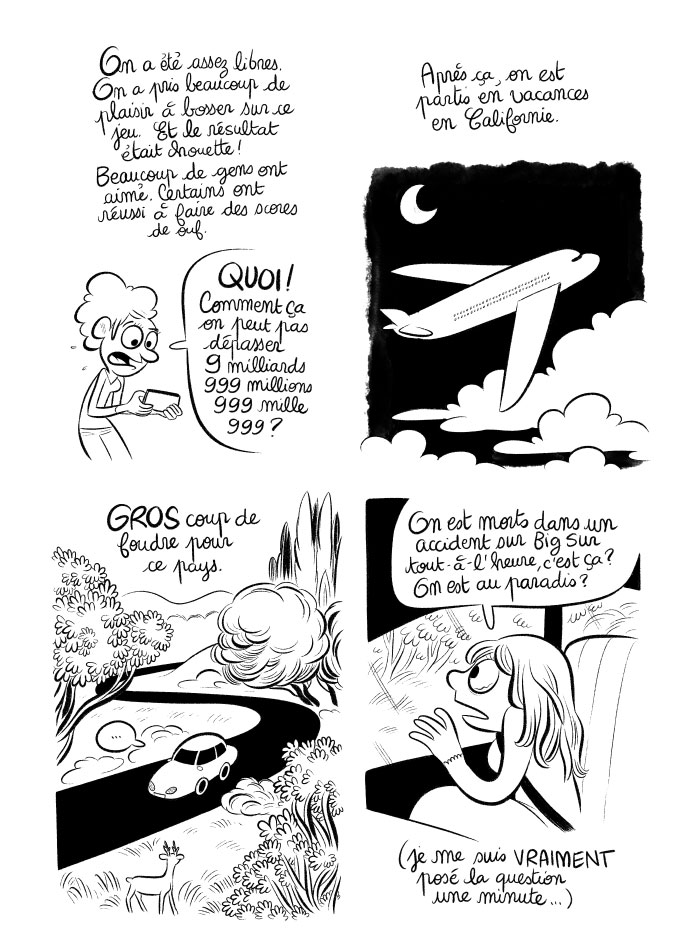 On a été assez libres.
On a pris beaucoup de
plaisir à bosser sur ce
jeu. Et le résultat
était chouette!
Beaucoup de gens ont
aimé. Certains ont
réussi à faire des scores
de ouf.
QUOI!
Comment ça
on peut pas
dépasser
9 milliards
999 millions
999 mille
999?
Après ça, on est
partis en vacances
en Californie.
GROS coup de
foudre pour
ce pays.
...
On est morts dans un
accident sur Big Sur
tout-à-l'heure, c'est ça?
On est au paradis?
(je me suis VRAIMENT
posé la question
une minute...)